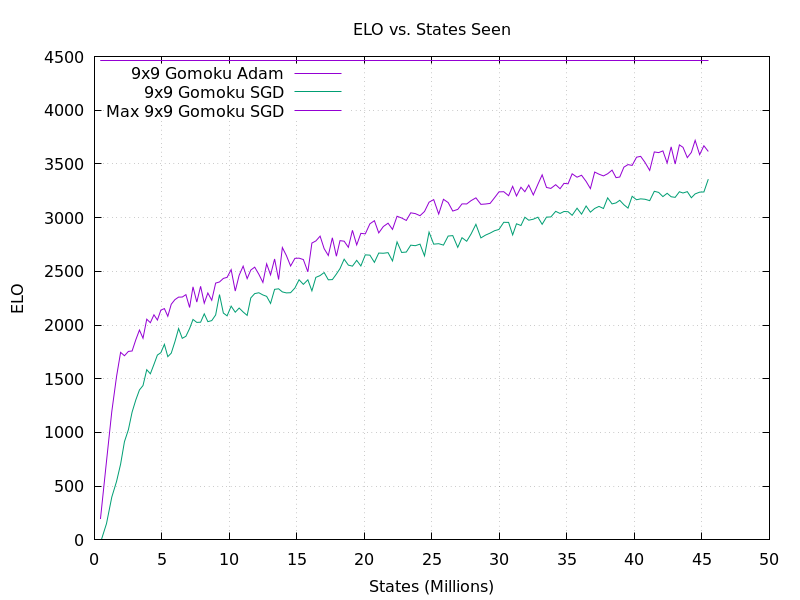 ELO vs. States Seen
4500
4000
3500
3000
2500
2000
1500
1000
500
0
ELO
9x9 Gomoku Adam
9x9 Gomoku SGD
Max 9x9 Gomoku SGD
0 5 10 15 20 25 30 35 40 45 50
States (Millions)